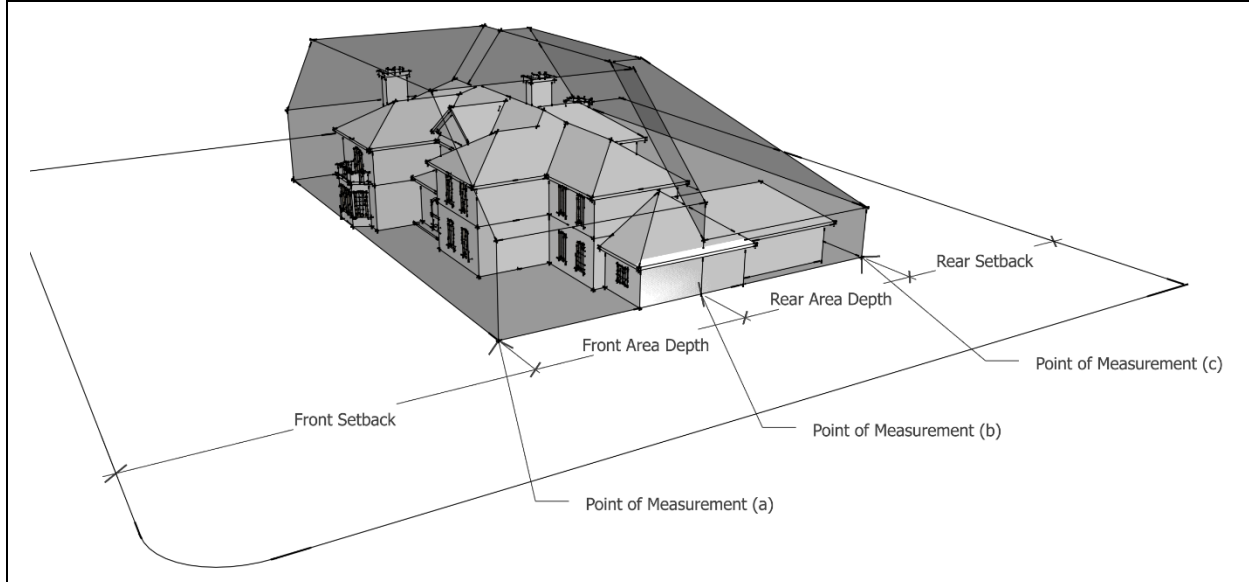 Rear Setback
Rear Area Depth
Front Area Depth
Point of Measurement (c)
Front Setback
Point of Measurement (b)
Point of Measurement (a)